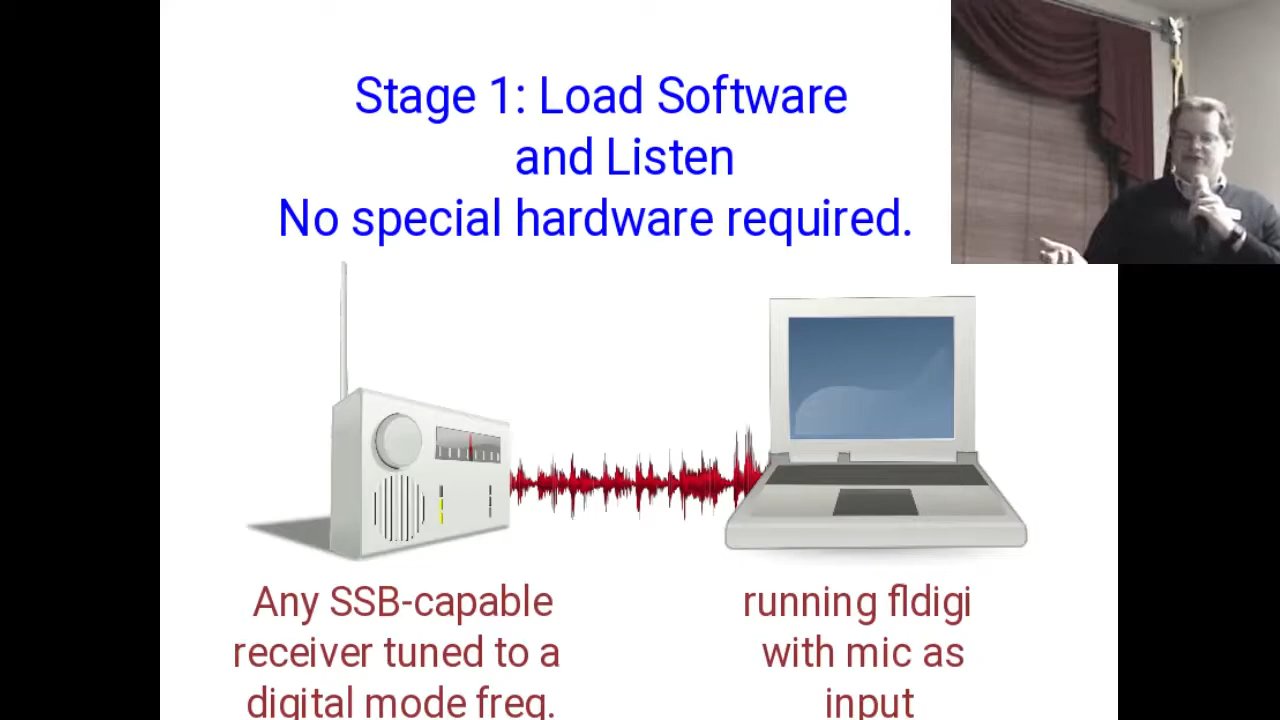 Stage 1: Load Software
and Listen
No special hardware required.
Any SSB-capable
receiver tuned to a
digital mode freq.
running fldigi
with mic as
input